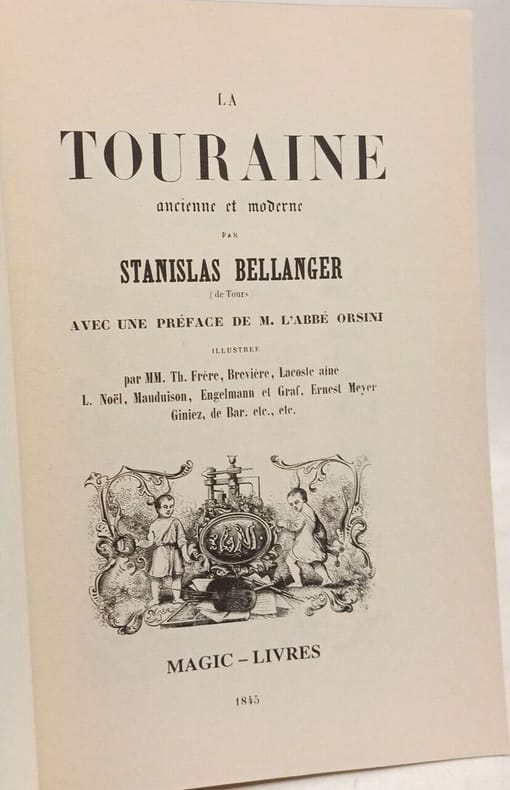 LA
TOURAINE
ancienne et moderne
PAR
STANISLAS BELLANGER
(de Tours)
AVEC UNE PRÉFACE DE M. L'ABBÉ ORSINI
ILLUSTRÉE
par MM. Th. Frère, Brevière, Lacoste aîné
L. Noël, Mauduison, Engelmann et Graf, Ernest Meyer
Giniez, de Bar. etc., etc.
MAGIC – LIVRES
1845